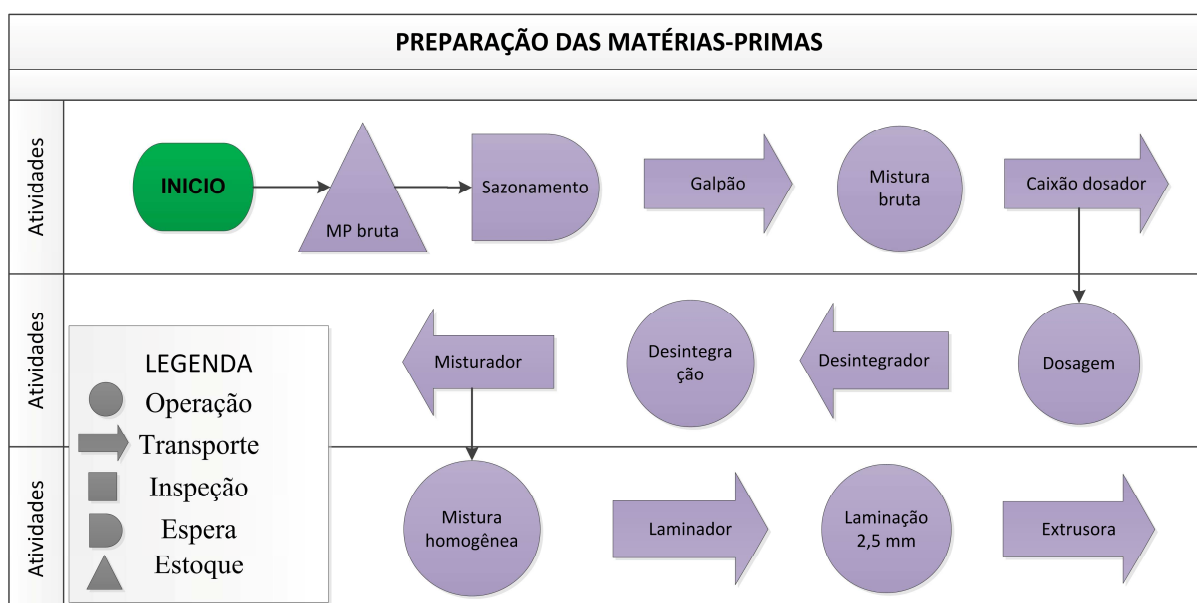 PREPARAÇÃO DAS MATÉRIAS-PRIMAS
Atividades
INICIO
MP bruta
Sazonamento
Galpão
Mistura
bruta
Caixão dosador
Atividades
Misturador
Desintegra
ção
Desintegrador
Dosagem
LEGENDA
Operação
Transporte
Inspeção
Espera
Estoque
Atividades
Mistura
homogênea
Laminador
Laminação
2,5 mm
Extrusora